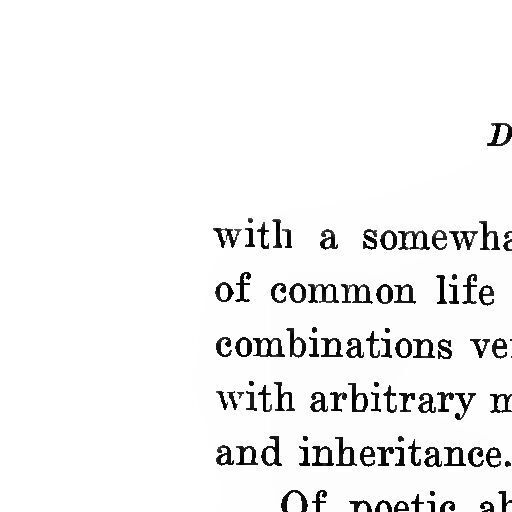 D
with a somewha
of common life
combinations ve
with arbitrary m
and inheritance.
Of poetic ab